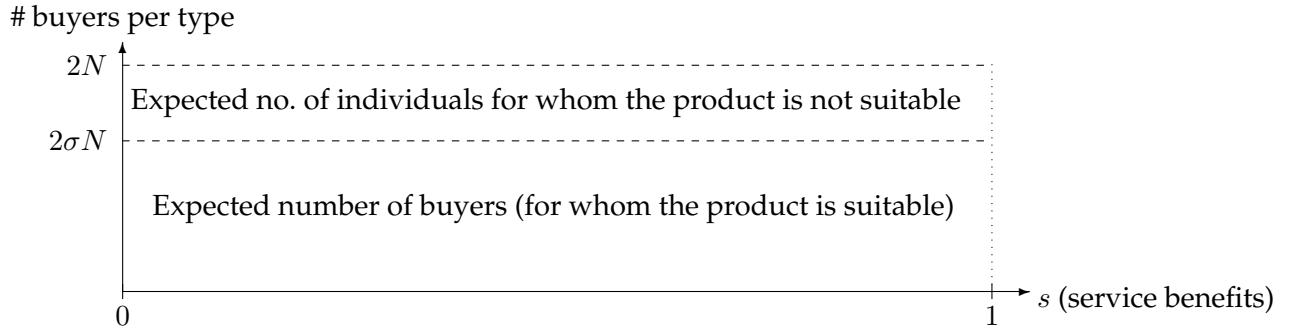 # buyers per type
2N
Expected no. of individuals for whom the product is not suitable
2σN
Expected number of buyers (for whom the product is suitable)
s (service benefits)
0
1